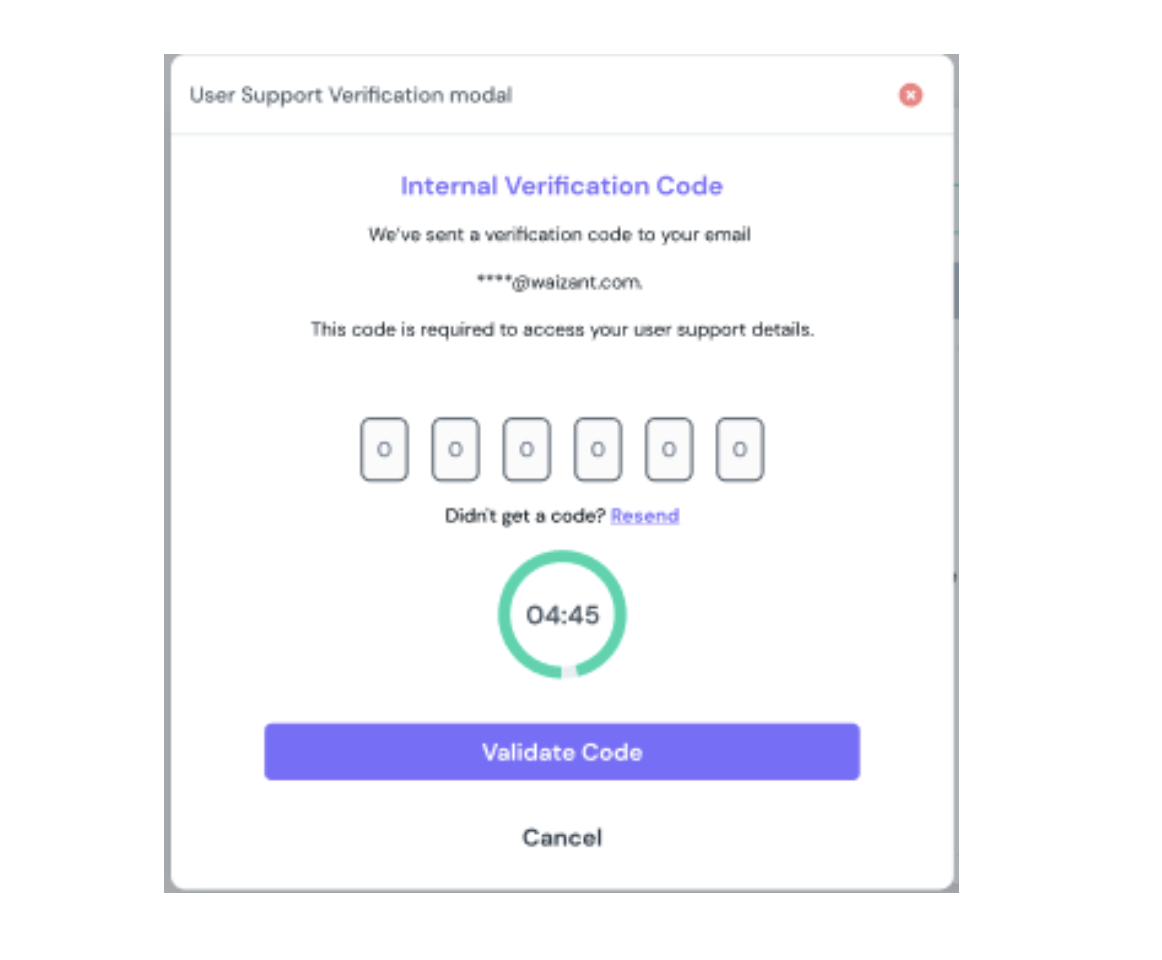 User Support Verification modal
Internal Verification Code
We've sent a verification code to your email
****@waizant.com.
This code is required to access your user support details.
0 0 0 0 0 0
Didn't get a code? Resend
04:45
Validate Code
Cancel